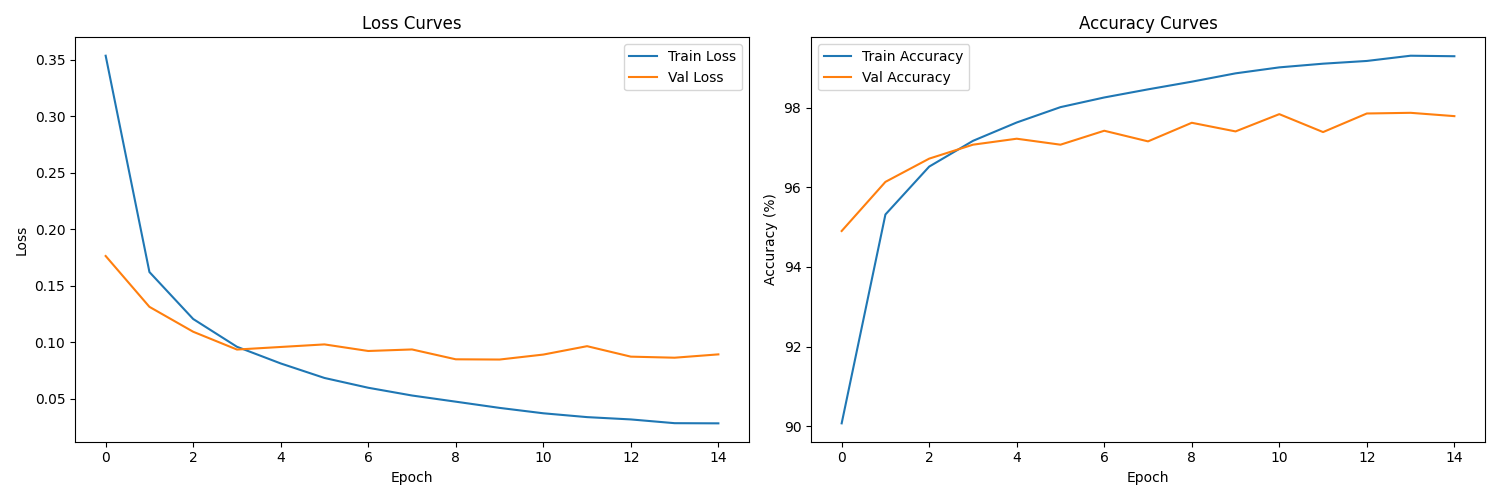 Loss Curves
Train Loss
Val Loss
0.35
0.30
0.25
0.20
0.15
0.10
0.05
Loss
0 2 4 6 8 10 12 14
Epoch
Accuracy Curves
Train Accuracy
Val Accuracy
98
96
94
92
90
Accuracy (%)
0 2 4 6 8 10 12 14
Epoch